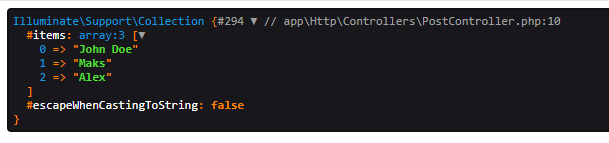 Illuminate\Support\Collection {#294 ▼ // app\Http\Controllers\PostController.php:10
  #items: array:3 [▼
    0 => "John Doe"
    1 => "Maks"
    2 => "Alex"
  ]
  #escapeWhenCastingToString: false
}